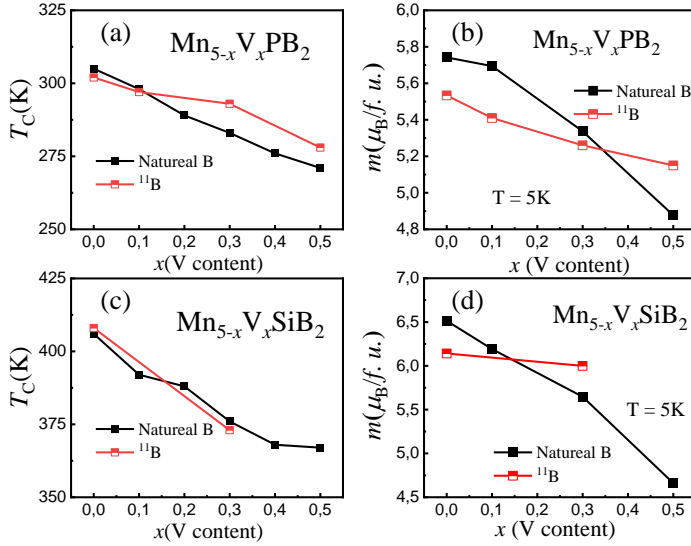 (a) Mn5-xVxPB2
TC(K)
325
300
275
250
Natureal B
11B
0,0 0,1 0,2 0,3 0,4 0,5
x(V content)
(b) Mn5-xVxPB2
m(μB/f. u.)
6,0
5,8
5,6
5,4
5,2
5,0
4,8
Natureal B
11B
T = 5K
0,0 0,1 0,2 0,3 0,4 0,5
x (V content)
(c) Mn5-xVxSiB2
TC(K)
425
400
375
350
Natureal B
11B
0,0 0,1 0,2 0,3 0,4 0,5
x(V content)
(d) Mn5-xVxSiB2
m(μB/f. u.)
7,0
6,5
6,0
5,5
5,0
4,5
T = 5K
Natureal B
11B
0,0 0,1 0,2 0,3 0,4 0,5
x (V content)